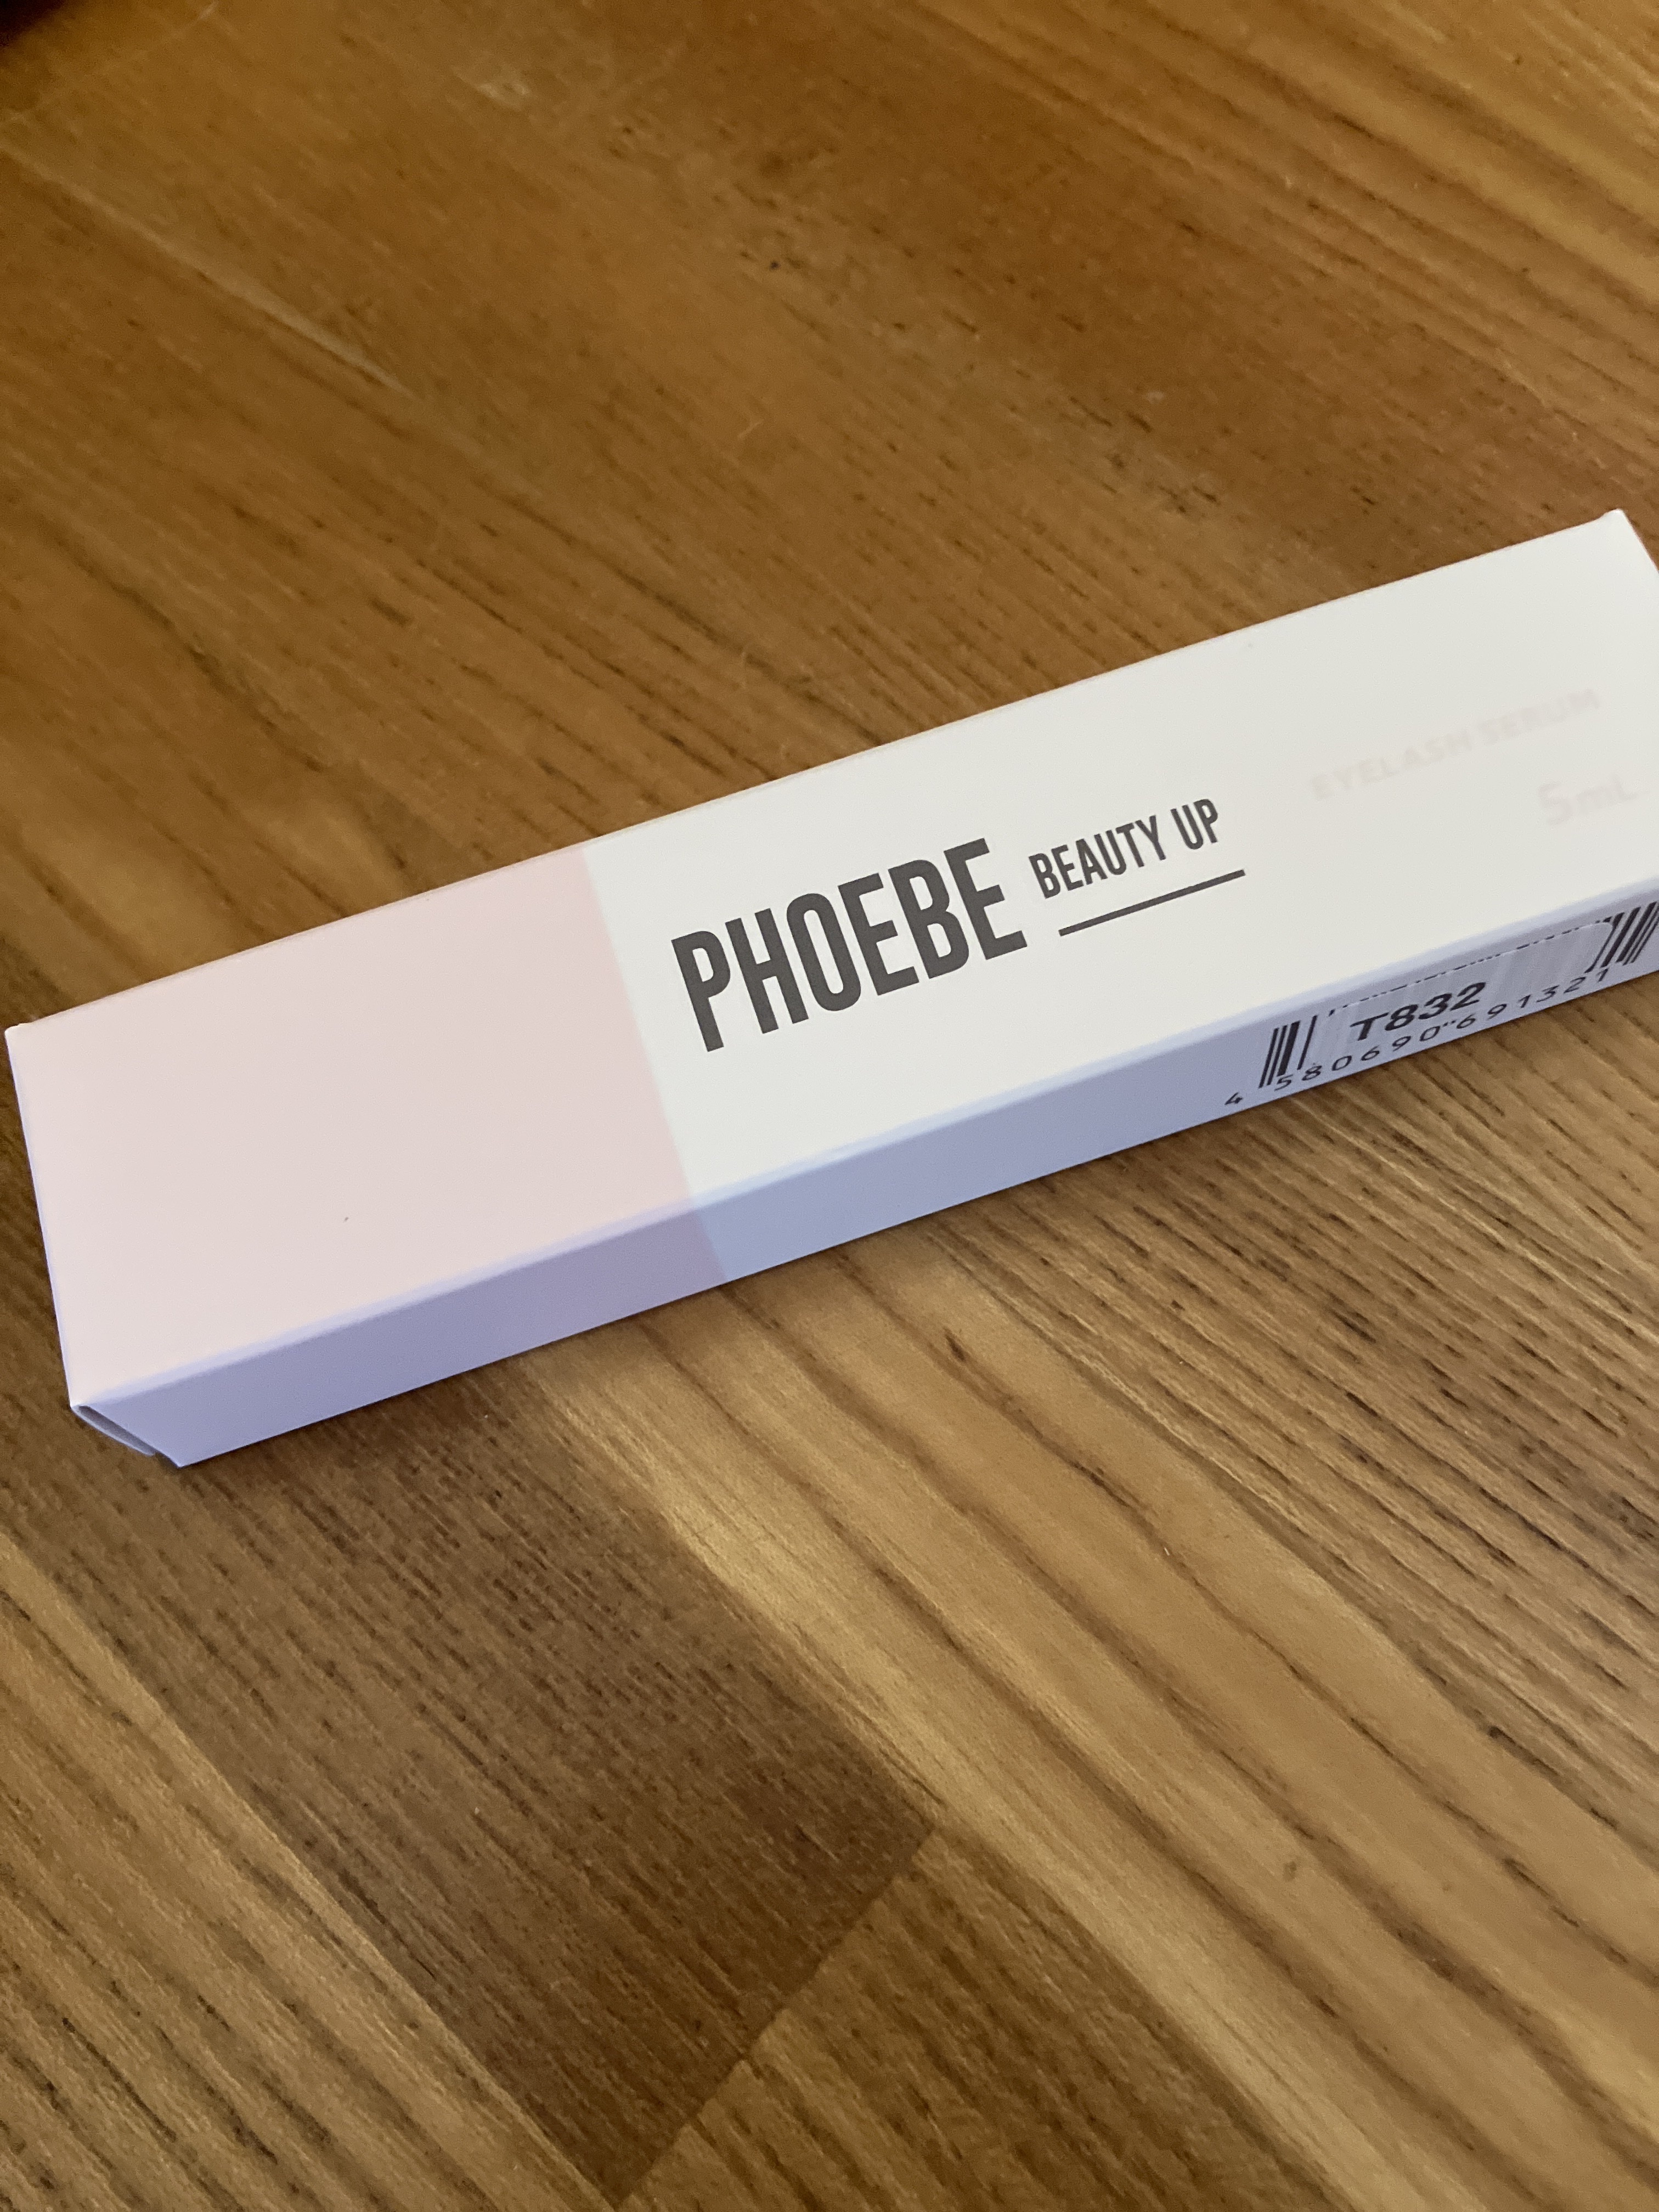 PHOEBE BEAUTY UP
EYELASH SERUM
5mL
T832
4 580690 691321